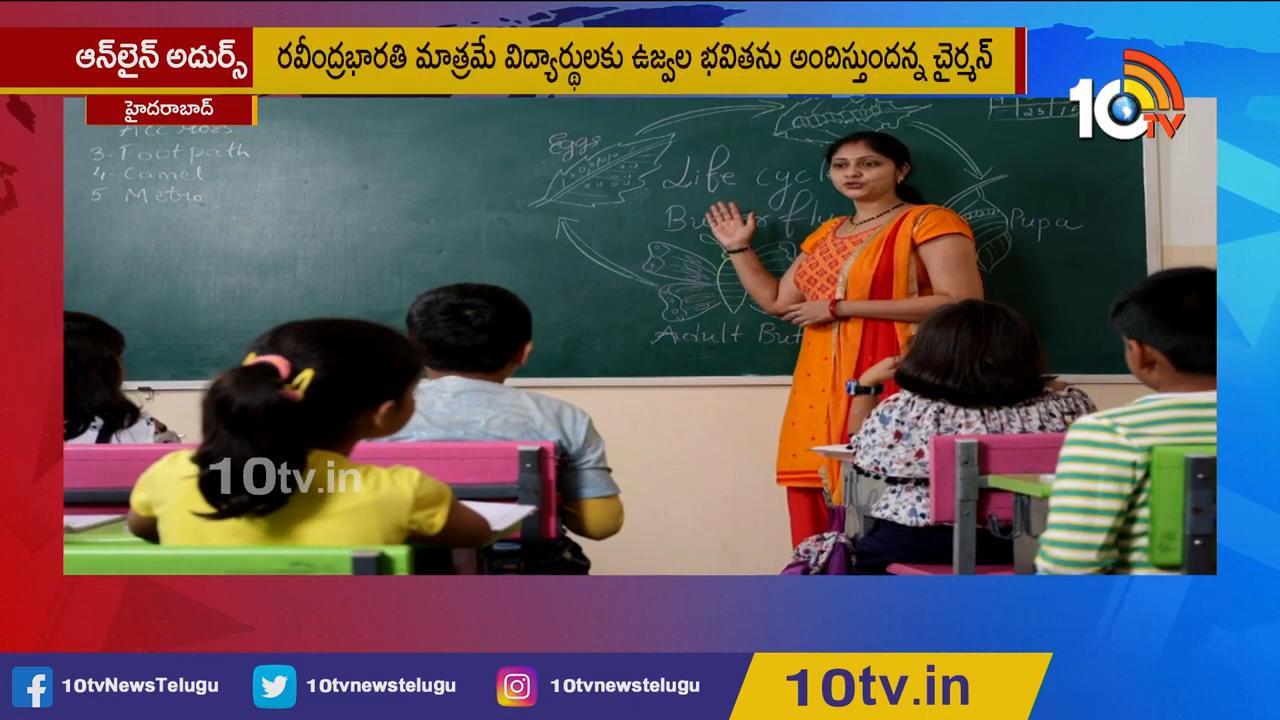 ఆన్‌లైన్ అదుర్స్
రవీంద్రభారతి మాత్రమే విద్యార్థులకు ఉజ్వల భవితను అందిస్తుందన్న చైర్మన్
హైదరాబాద్
10TV
3. Footpath
4. Camel
5 Metro
Eggs
Life cycle
Pupa
Adult
10tv.in
10tvNewsTelugu
10tvnewstelugu
10tvnewstelugu
10tv.in